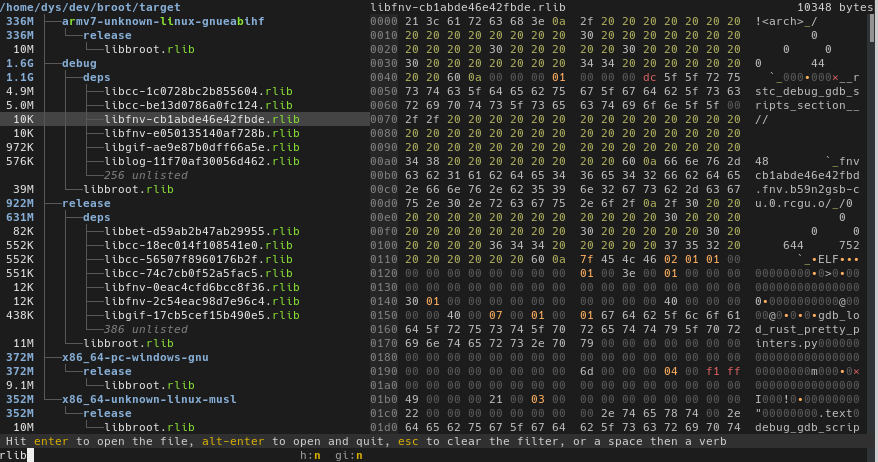 /home/dys/dev/broot/target
336M armv7-unknown-linux-gnueabihf
336M release
10M libbroot.rlib
1.6G debug
1.1G deps
4.9M libcc-1c0728bc2b855604.rlib
5.0M libcc-be13d0786a0fc124.rlib
10K libfnv-cb1abde46e42fbde.rlib
10K libfnv-e050135140af728b.rlib
972K libgif-ae9e87b0dff66a5e.rlib
576K liblog-11f70af30056d462.rlib
256 unlisted
39M libbroot.rlib
922M release
631M deps
82K libbet-d59ab2b47ab29955.rlib
552K libcc-18ec014f108541e0.rlib
552K libcc-56507f8960176b2f.rlib
551K libcc-74c7cb0f52a5fac5.rlib
12K libfnv-0eac4cfd6bcc8f36.rlib
12K libfnv-2c54eac98d7e96c4.rlib
438K libgif-17cb5cef15b490e5.rlib
386 unlisted
11M libbroot.rlib
372M x86_64-pc-windows-gnu
372M release
9.1M libbroot.rlib
352M x86_64-unknown-linux-musl
352M release
10M libbroot.rlib
libfnv-cb1abde46e42fbde.rlib 10348 bytes
0000 21 3c 61 72 63 68 3e 0a 2f 20 20 20 20 20 20 20 !<arch>_/
0010 20 20 20 20 20 20 20 20 30 20 20 20 20 20 20 20 0
0020 20 20 20 20 30 20 20 20 20 20 30 20 20 20 20 20 0 0
0030 20 20 20 20 20 20 20 20 34 34 20 20 20 20 20 20 44
0040 20 20 60 0a 00 00 00 01 00 00 00 dc 5f 5f 72 75 `_000•000×__ru
0050 73 74 63 5f 64 65 62 75 67 5f 67 64 62 5f 73 63 stc_debug_gdb_s
0060 72 69 70 74 73 5f 73 65 63 74 69 6f 6e 5f 5f 00 ripts_section__
0070 2f 2f 20 20 20 20 20 20 20 20 20 20 20 20 20 20 //
0080 20 20 20 20 20 20 20 20 20 20 20 20 20 20 20 20
0090 20 20 20 20 20 20 20 20 20 20 20 20 20 20 20 20
00a0 34 38 20 20 20 20 20 20 20 20 60 0a 66 6e 76 2d 48 `_fnv
00b0 63 62 31 61 62 64 65 34 36 65 34 32 66 62 64 65 cb1abde46e42fbde
00c0 2e 66 6e 76 2e 62 35 39 6e 32 67 73 62 2d 63 67 .fnv.b59n2gsb-c
00d0 75 2e 30 2e 72 63 67 75 2e 6f 2f 0a 2f 30 20 20 u.0.rcgu.o/_/0
00e0 20 20 20 20 20 20 20 20 20 20 20 20 30 20 20 20 0
00f0 20 20 20 20 20 20 20 20 30 20 20 20 20 20 30 20 0 0
0100 20 20 20 20 36 34 34 20 20 20 20 20 37 35 32 20 644 752
0110 20 20 20 20 20 20 60 0a 7f 45 4c 46 02 01 01 00 `_•ELF•••
0120 00 00 00 00 00 00 00 00 01 00 3e 00 01 00 00 00 00000000•0>0•00
0130 00 00 00 00 00 00 00 00 00 00 00 00 00 00 00 00
0140 30 01 00 00 00 00 00 00 00 00 00 00 40 00 00 00 0•0000000000@00
0150 00 00 40 00 07 00 01 00 01 67 64 62 5f 6c 6f 61 00@0•0•0•gdb_lo
0160 64 5f 72 75 73 74 5f 70 72 65 74 74 79 5f 70 72 d_rust_pretty_p
0170 69 6e 74 65 72 73 2e 70 79 00 00 00 00 00 00 00 inters.py000000
0180 00 00 00 00 00 00 00 00 00 00 00 00 00 00 00 00
0190 00 00 00 00 00 00 00 00 6d 00 00 00 04 00 f1 ff 00000000m000•0×
01a0 00 00 00 00 00 00 00 00 00 00 00 00 00 00 00 00
01b0 49 00 00 00 21 00 03 00 00 00 00 00 00 00 00 00 I000!0•00000000
01c0 22 00 00 00 00 00 00 00 00 2e 74 65 78 74 00 2e "00000000.text0
01d0 64 65 62 75 67 5f 67 64 62 5f 73 63 72 69 70 74 debug_gdb_scrip
Hit enter to open the file, alt-enter to open and quit, esc to clear the filter, or a space then a verb
rlib h:n gi:n